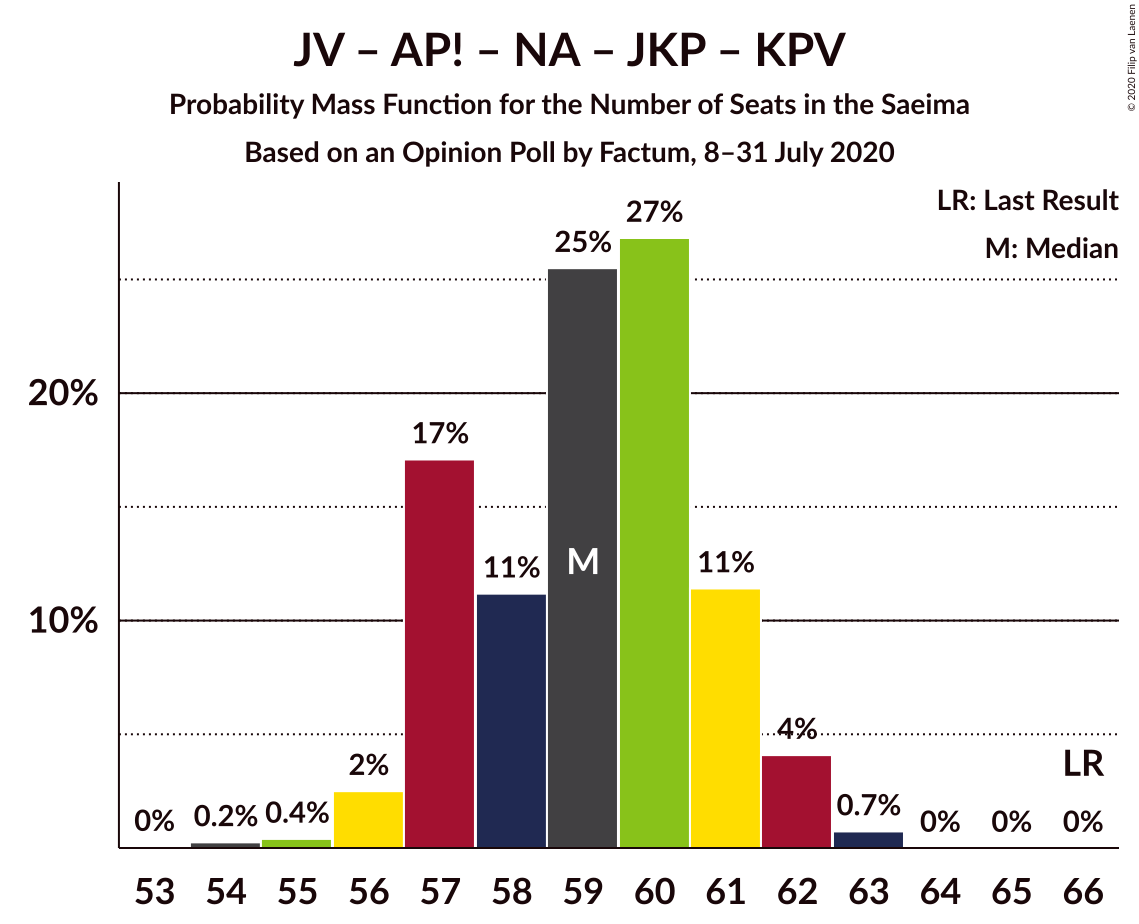 JV – AP! – NA – JKP – KPV
Probability Mass Function for the Number of Seats in the Saeima
Based on an Opinion Poll by Factum, 8–31 July 2020
© 2020 Filip van Laenen
LR: Last Result
M: Median
27%
25%
20%
17%
11%
M
11%
10%
4%
2%
LR
0%
0.2%
0.4%
0.7%
0%
0%
0%
53 54 55 56 57 58 59 60 61 62 63 64 65 66